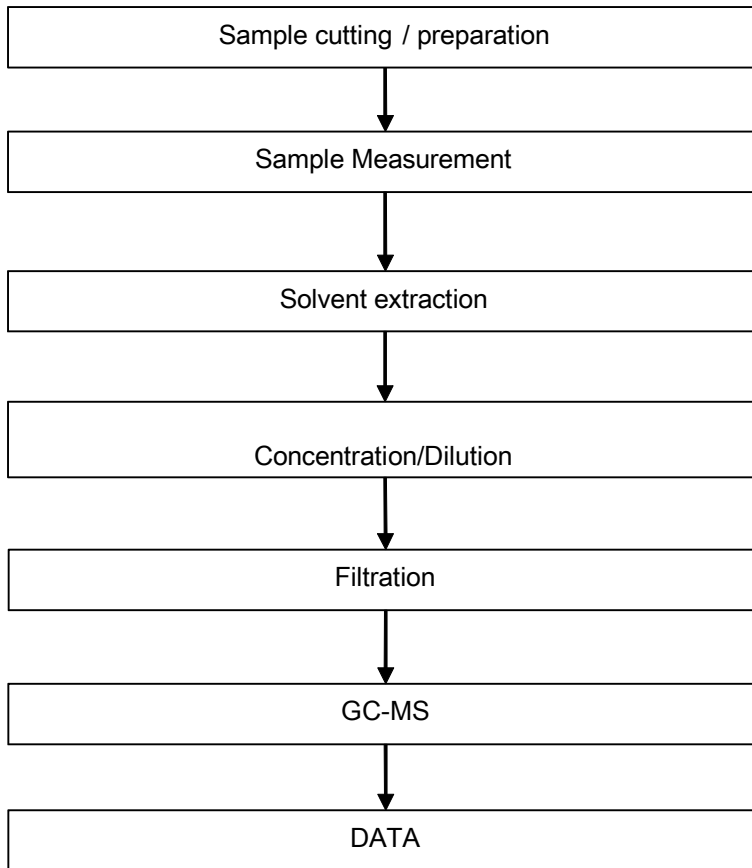 Sample cutting / preparation
Sample Measurement
Solvent extraction
Concentration/Dilution
Filtration
GC-MS
DATA